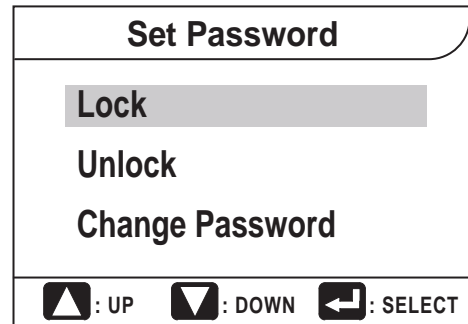 Set Password
Lock
Unlock
Change Password
: UP : DOWN : SELECT